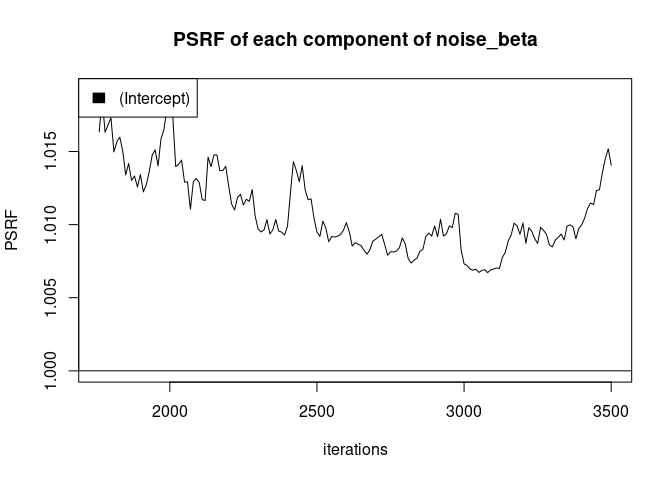 PSRF of each component of noise_beta
(Intercept)
PSRF
1.015
1.010
1.005
1.000
2000 2500 3000 3500
iterations